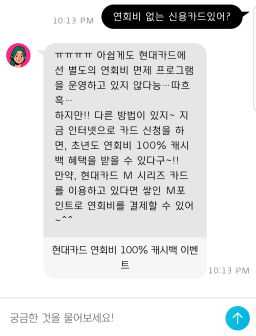 연회비 없는 신용카드있어?
10:13 PM
ㅠㅠㅠㅠ 아쉽게도 현대카드에
선 별도의 연회비 면제 프로그램
을 운영하고 있지 않다능…따흐
흑…
하지만!! 다른 방법이 있지~ 지
금 인터넷으로 카드 신청을 하
면, 초년도 연회비 100% 캐시
백 혜택을 받을 수 있다구~!!
만약, 현대카드 M 시리즈 카드
를 이용하고 있다면 쌓인 M포
인트로 연회비를 결제할 수 있어
~^^
현대카드 연회비 100% 캐시백 이벤
트
10:13 PM
궁금한 것을 물어보세요!